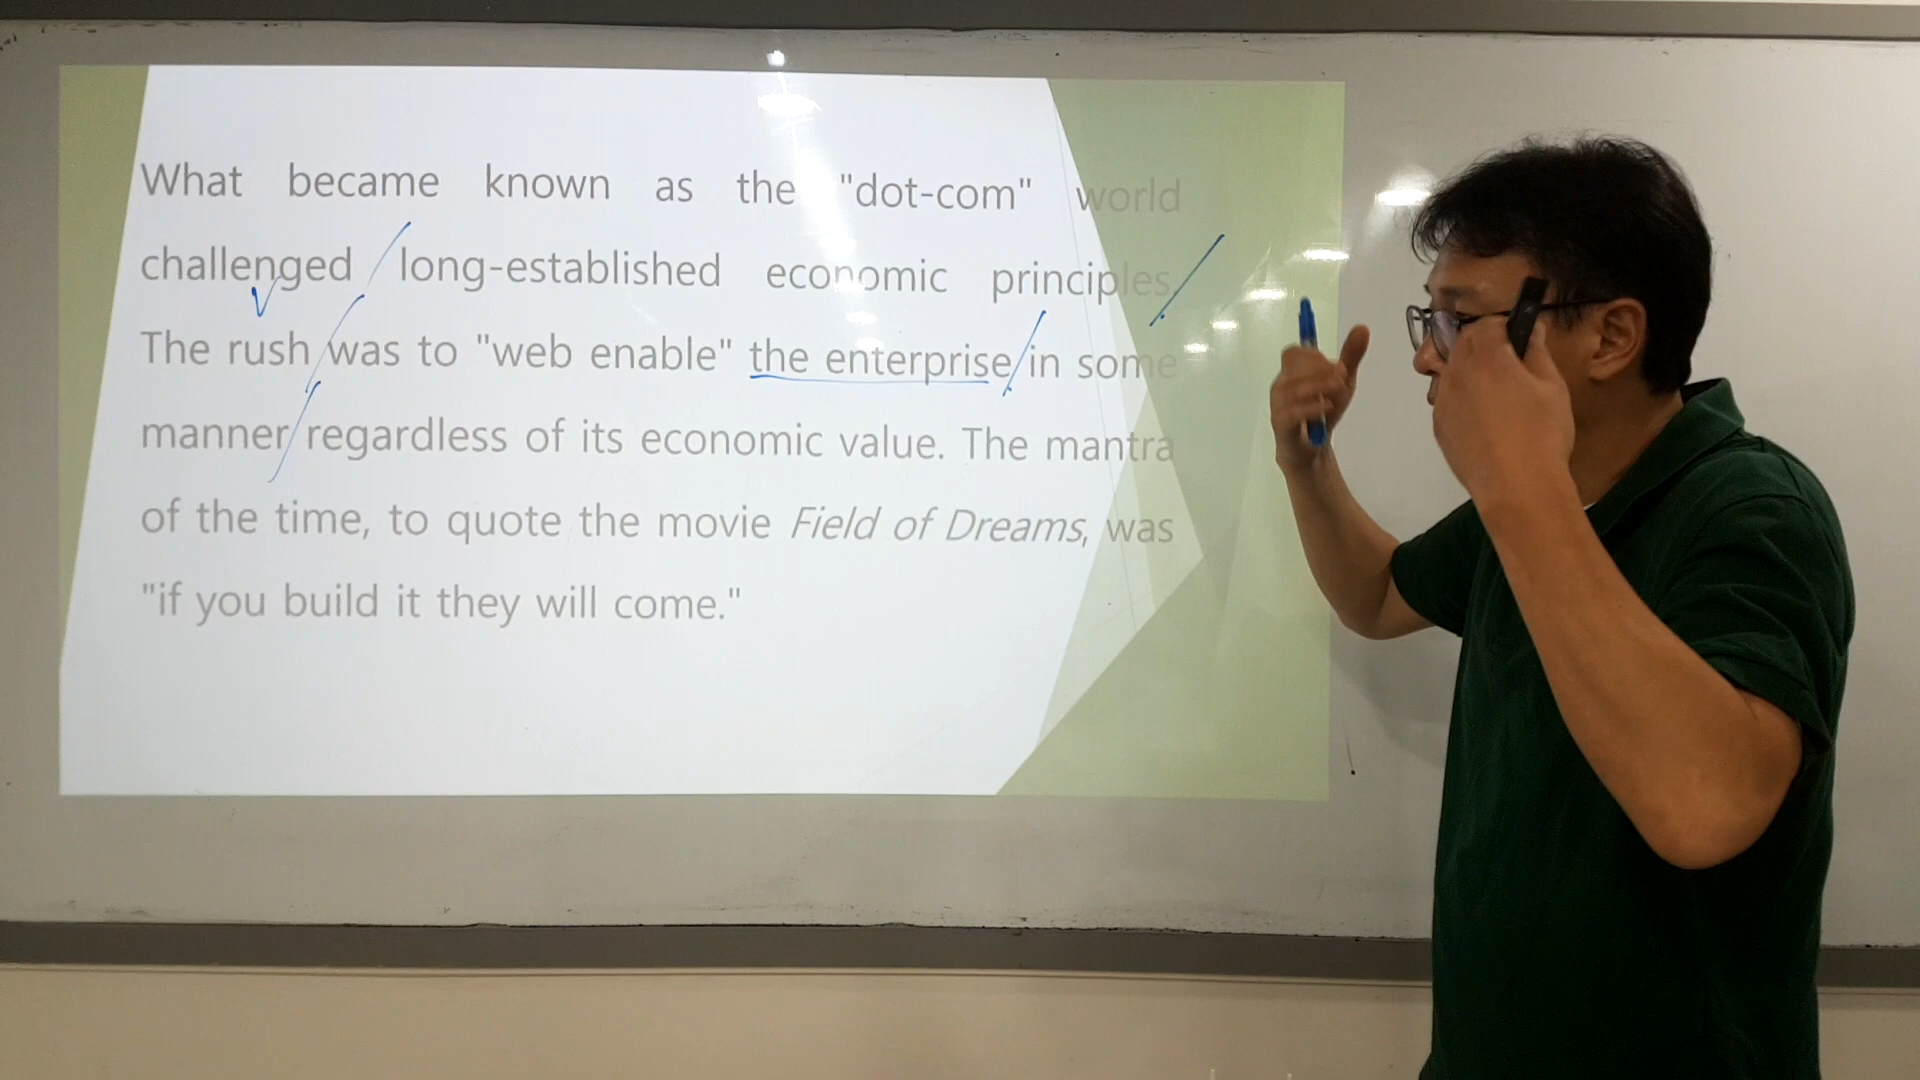 What became known as the "dot-com" world
challenged long-established economic principles
The rush was to "web enable" the enterprise in some
manner regardless of its economic value. The mantra
of the time, to quote the movie Field of Dreams, was
"if you build it they will come."